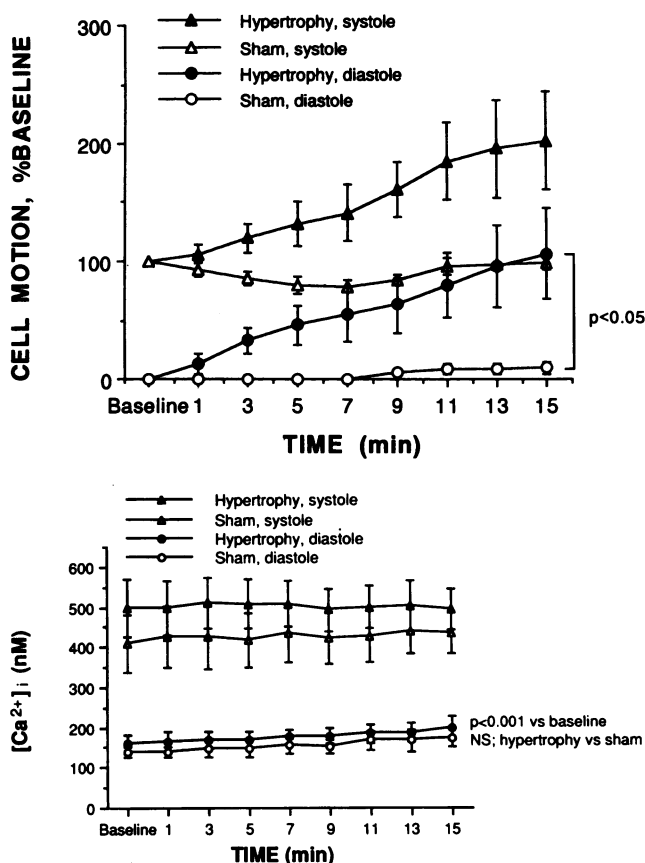 Hypertrophy, systole
Sham, systole
Hypertrophy, diastole
Sham, diastole
300
200
100
0
CELL MOTION, %BASELINE
p<0.05
Baseline 1 3 5 7 9 11 13 15
TIME (min)
Hypertrophy, systole
Sham, systole
Hypertrophy, diastole
Sham, diastole
600
500
400
300
200
100
0
[Ca2+]i (nM)
p<0.001 vs baseline
NS; hypertrophy vs sham
Baseline 1 3 5 7 9 11 13 15
TIME (min)